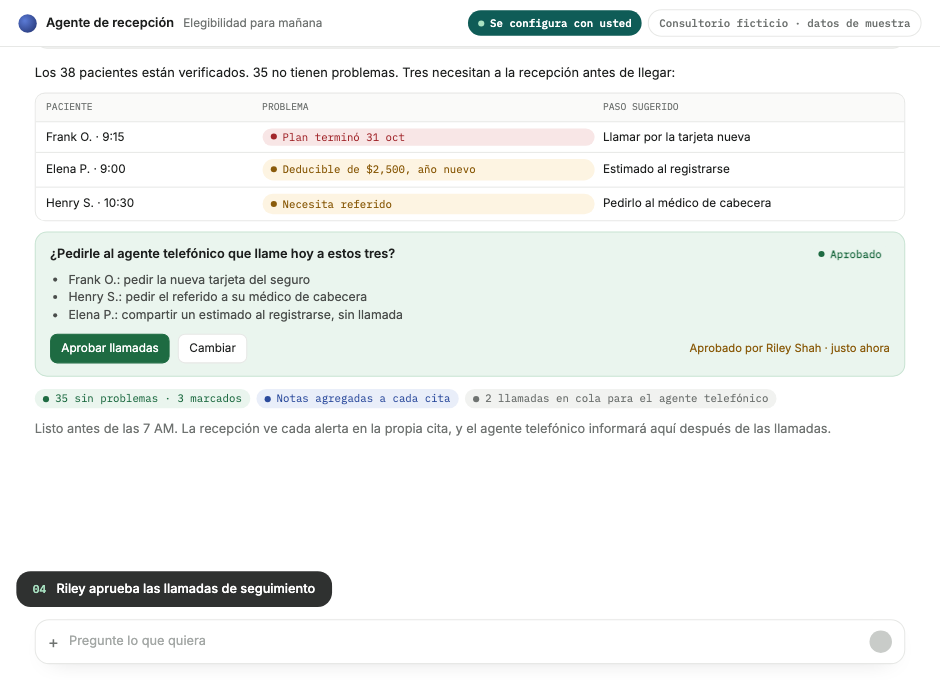 Agente de recepción Elegibilidad para mañana
Se configura con usted
Consultorio ficticio · datos de muestra
Los 38 pacientes están verificados. 35 no tienen problemas. Tres necesitan a la recepción antes de llegar:
PACIENTE PROBLEMA PASO SUGERIDO
Frank O. · 9:15 Plan terminó 31 oct Llamar por la tarjeta nueva
Elena P. · 9:00 Deducible de $2,500, año nuevo Estimado al registrarse
Henry S. · 10:30 Necesita referido Pedirlo al médico de cabecera
¿Pedirle al agente telefónico que llame hoy a estos tres? Aprobado
• Frank O.: pedir la nueva tarjeta del seguro
• Henry S.: pedir el referido a su médico de cabecera
• Elena P.: compartir un estimado al registrarse, sin llamada
Aprobar llamadas Cambiar Aprobado por Riley Shah · justo ahora
35 sin problemas · 3 marcados Notas agregadas a cada cita 2 llamadas en cola para el agente telefónico
Listo antes de las 7 AM. La recepción ve cada alerta en la propia cita, y el agente telefónico informará aquí después de las llamadas.
04 Riley aprueba las llamadas de seguimiento
+ Pregunte lo que quiera